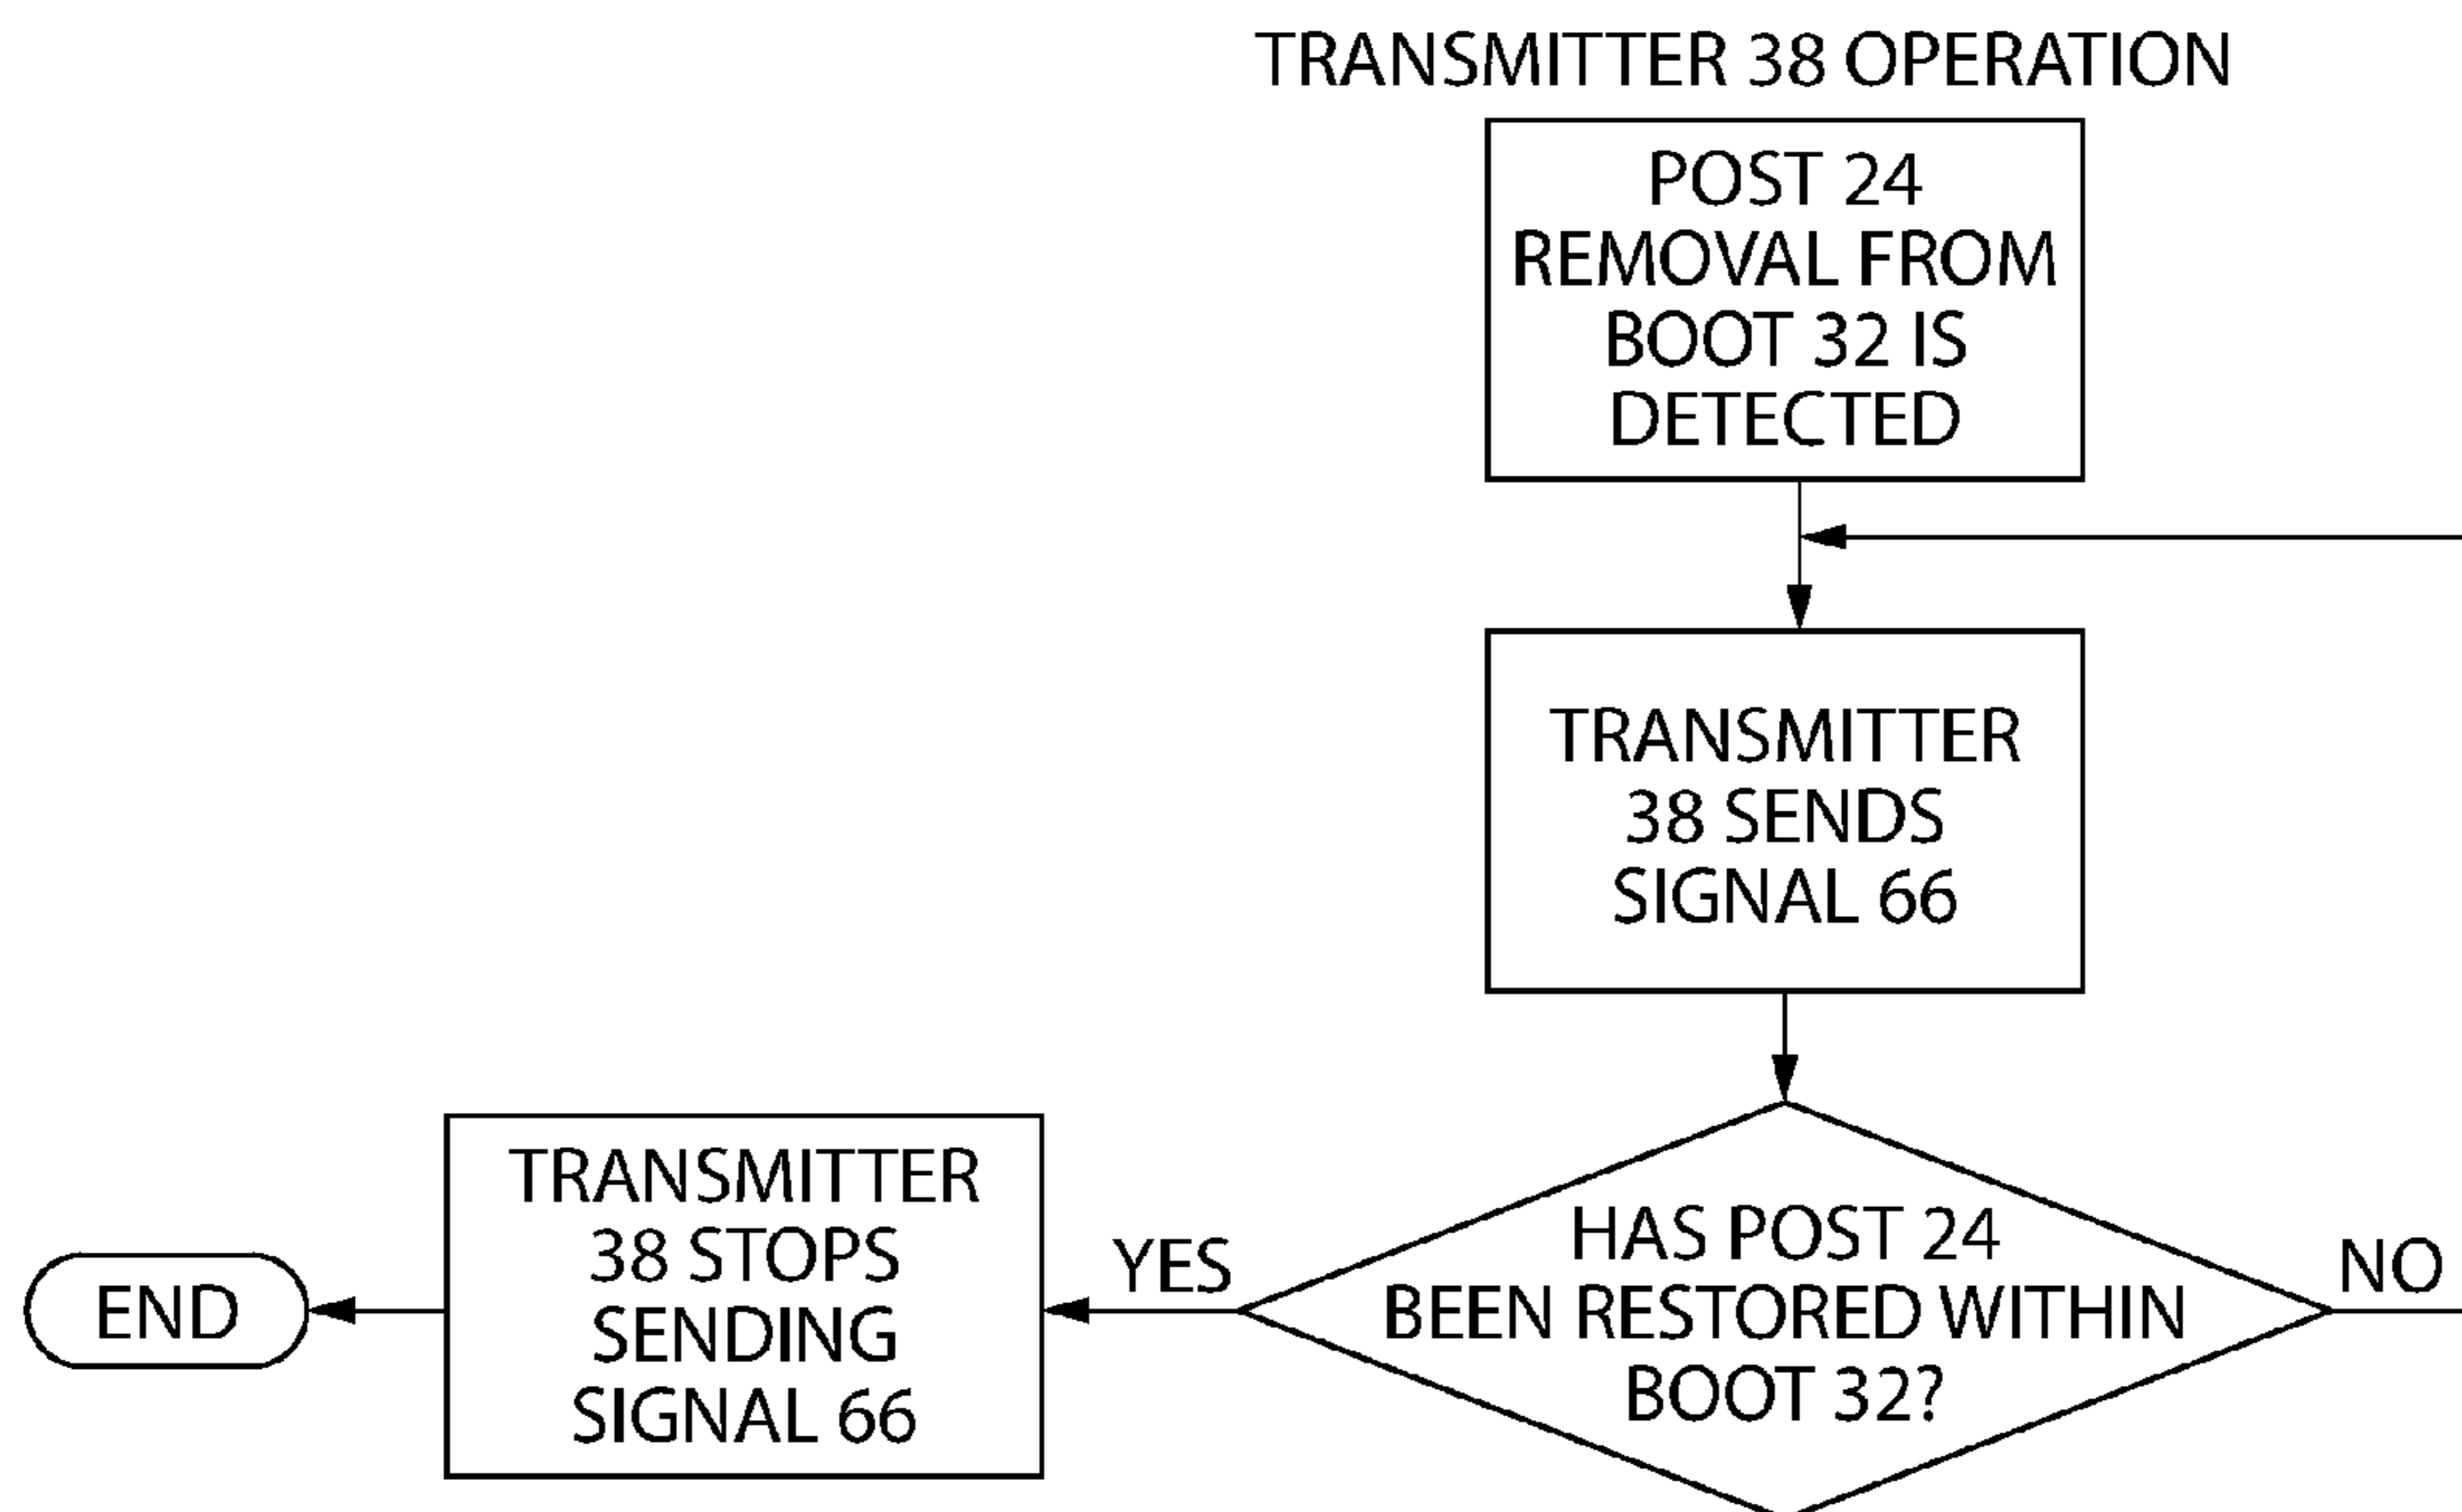 TRANSMITTER 38 OPERATION
POST 24
REMOVAL FROM
BOOT 32 IS
DETECTED
TRANSMITTER
38 SENDS
SIGNAL 66
HAS POST 24
BEEN RESTORED WITHIN
BOOT 32?
YES
NO
TRANSMITTER
38 STOPS
SENDING
SIGNAL 66
END